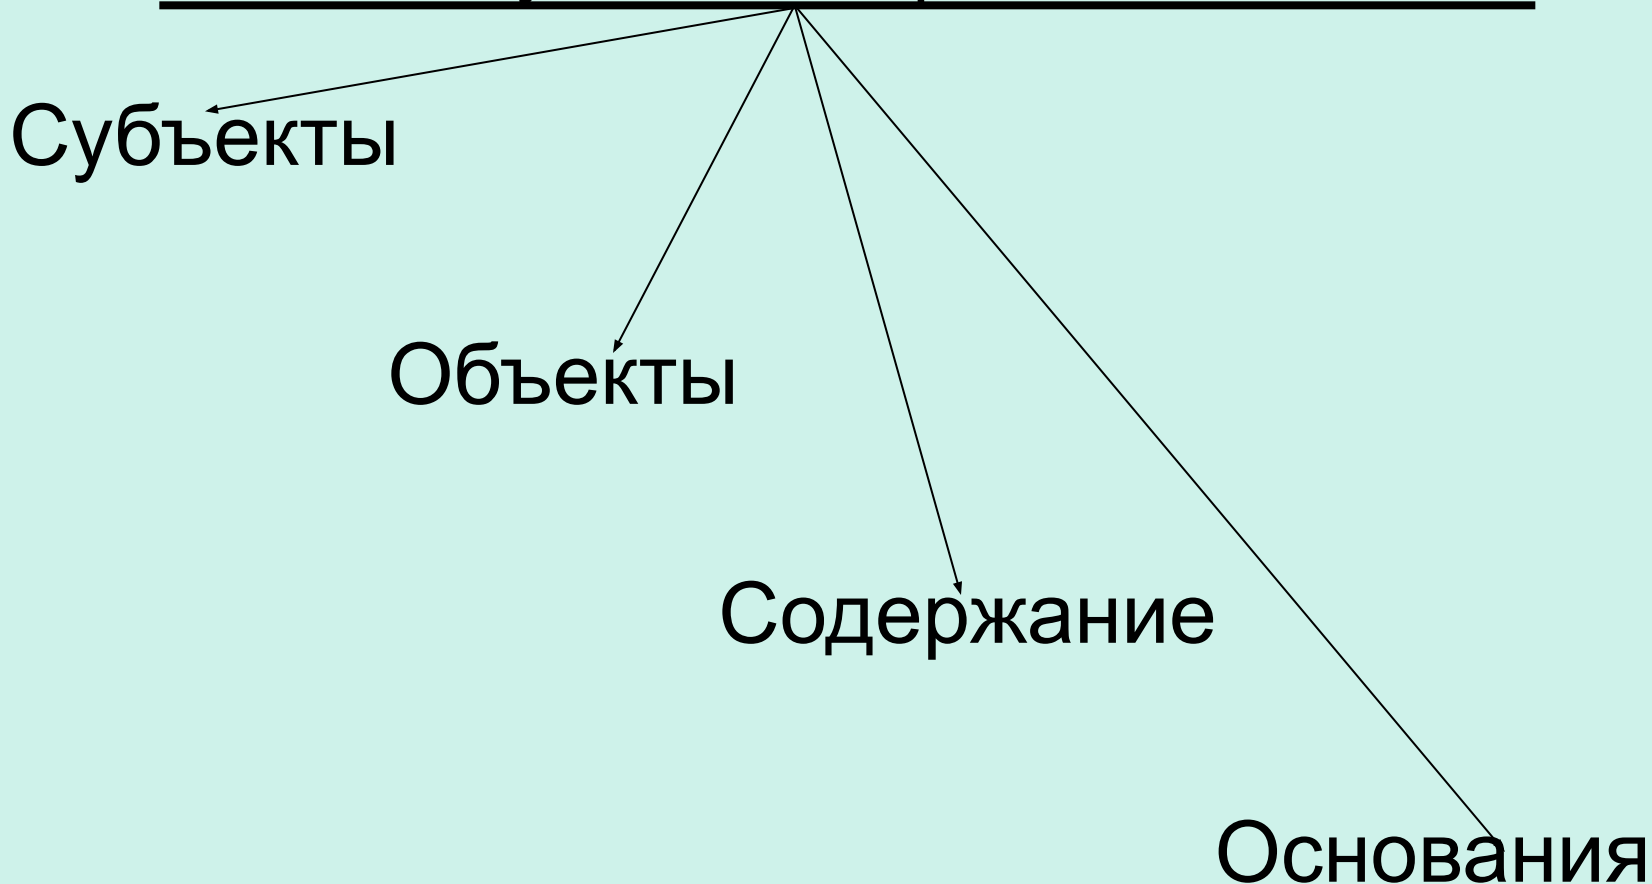 Субъекты
Объекты
Содержание
Основания